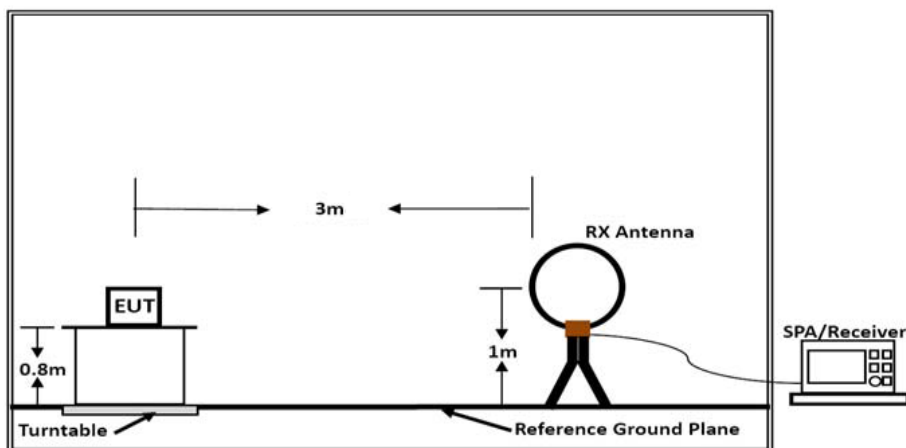 3m
RX Antenna
EUT
SPA/Receiver
0.8m
1m
Turntable
Reference Ground Plane